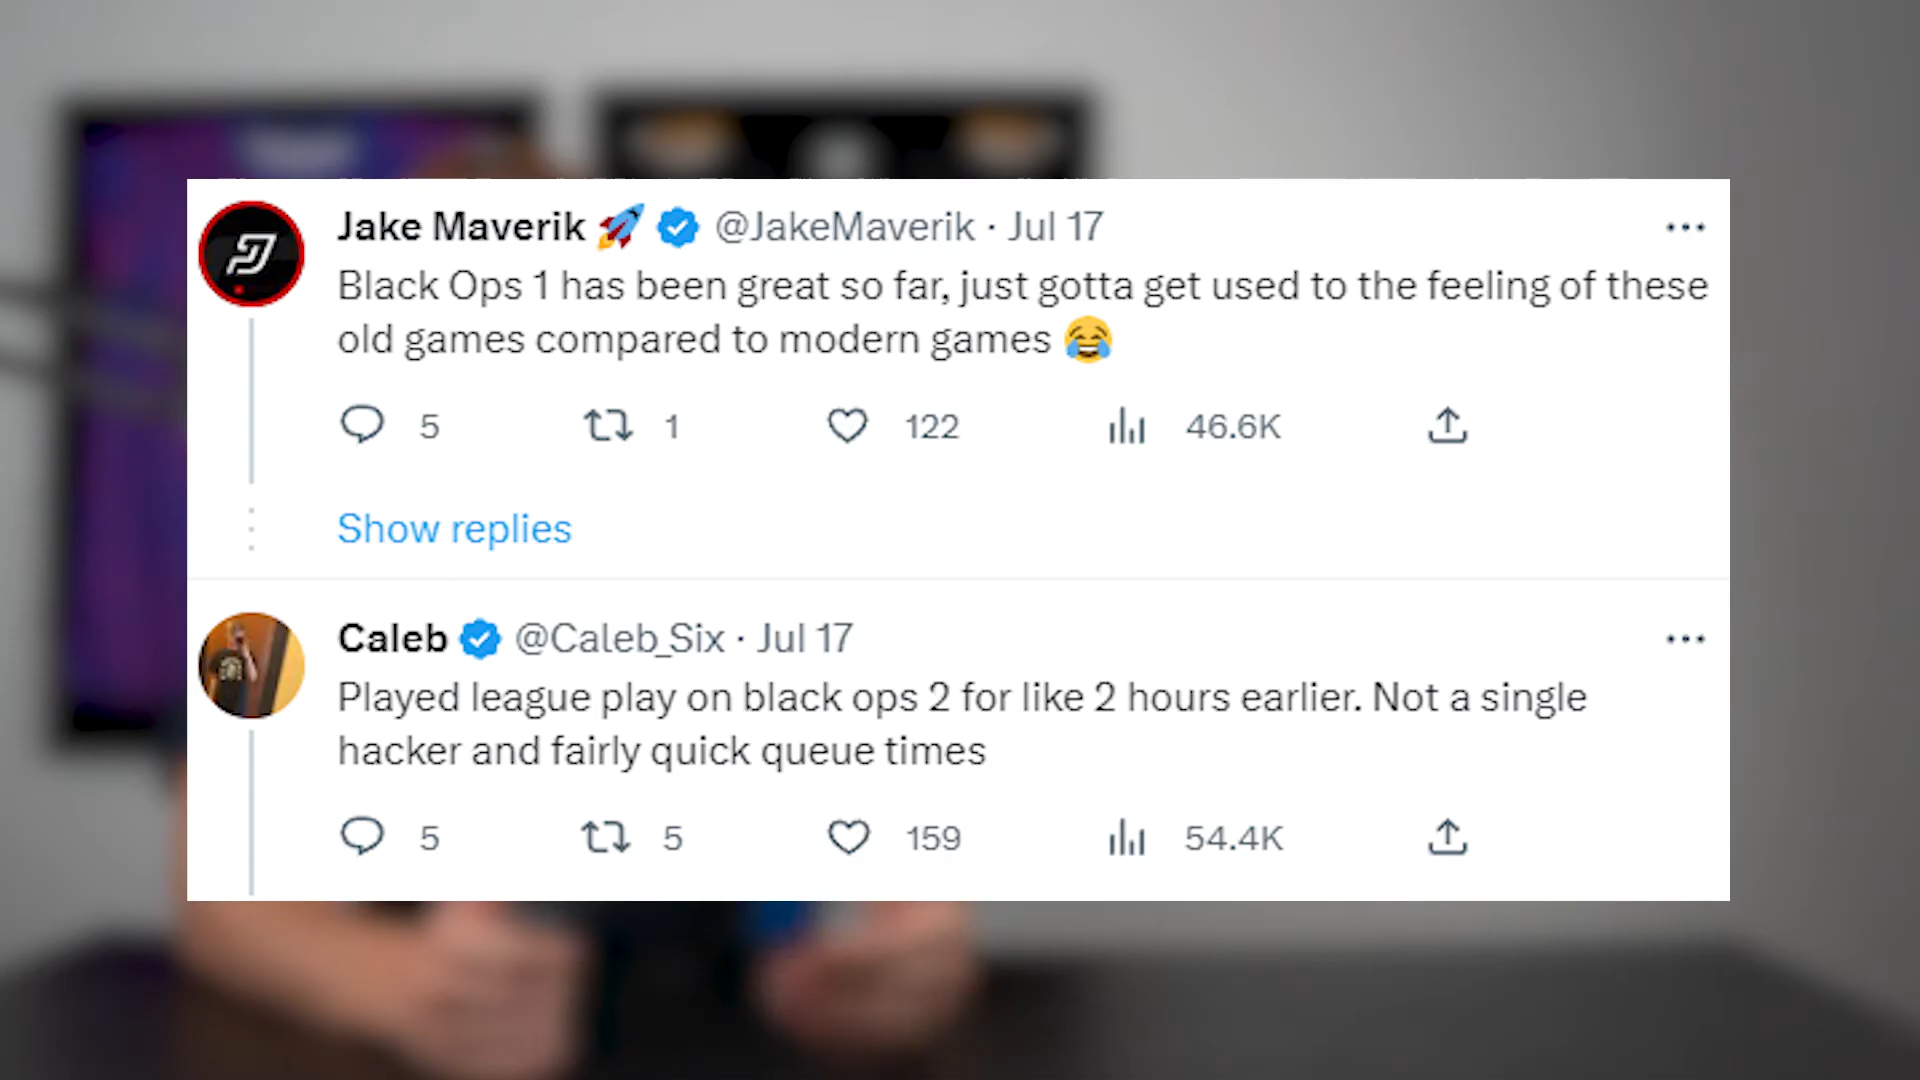 Jake Maverik 🚀 @JakeMaverik · Jul 17
Black Ops 1 has been great so far, just gotta get used to the feeling of these
old games compared to modern games 😂
5 1 122 46.6K
Show replies
Caleb @Caleb_Six · Jul 17
Played league play on black ops 2 for like 2 hours earlier. Not a single
hacker and fairly quick queue times
5 5 159 54.4K